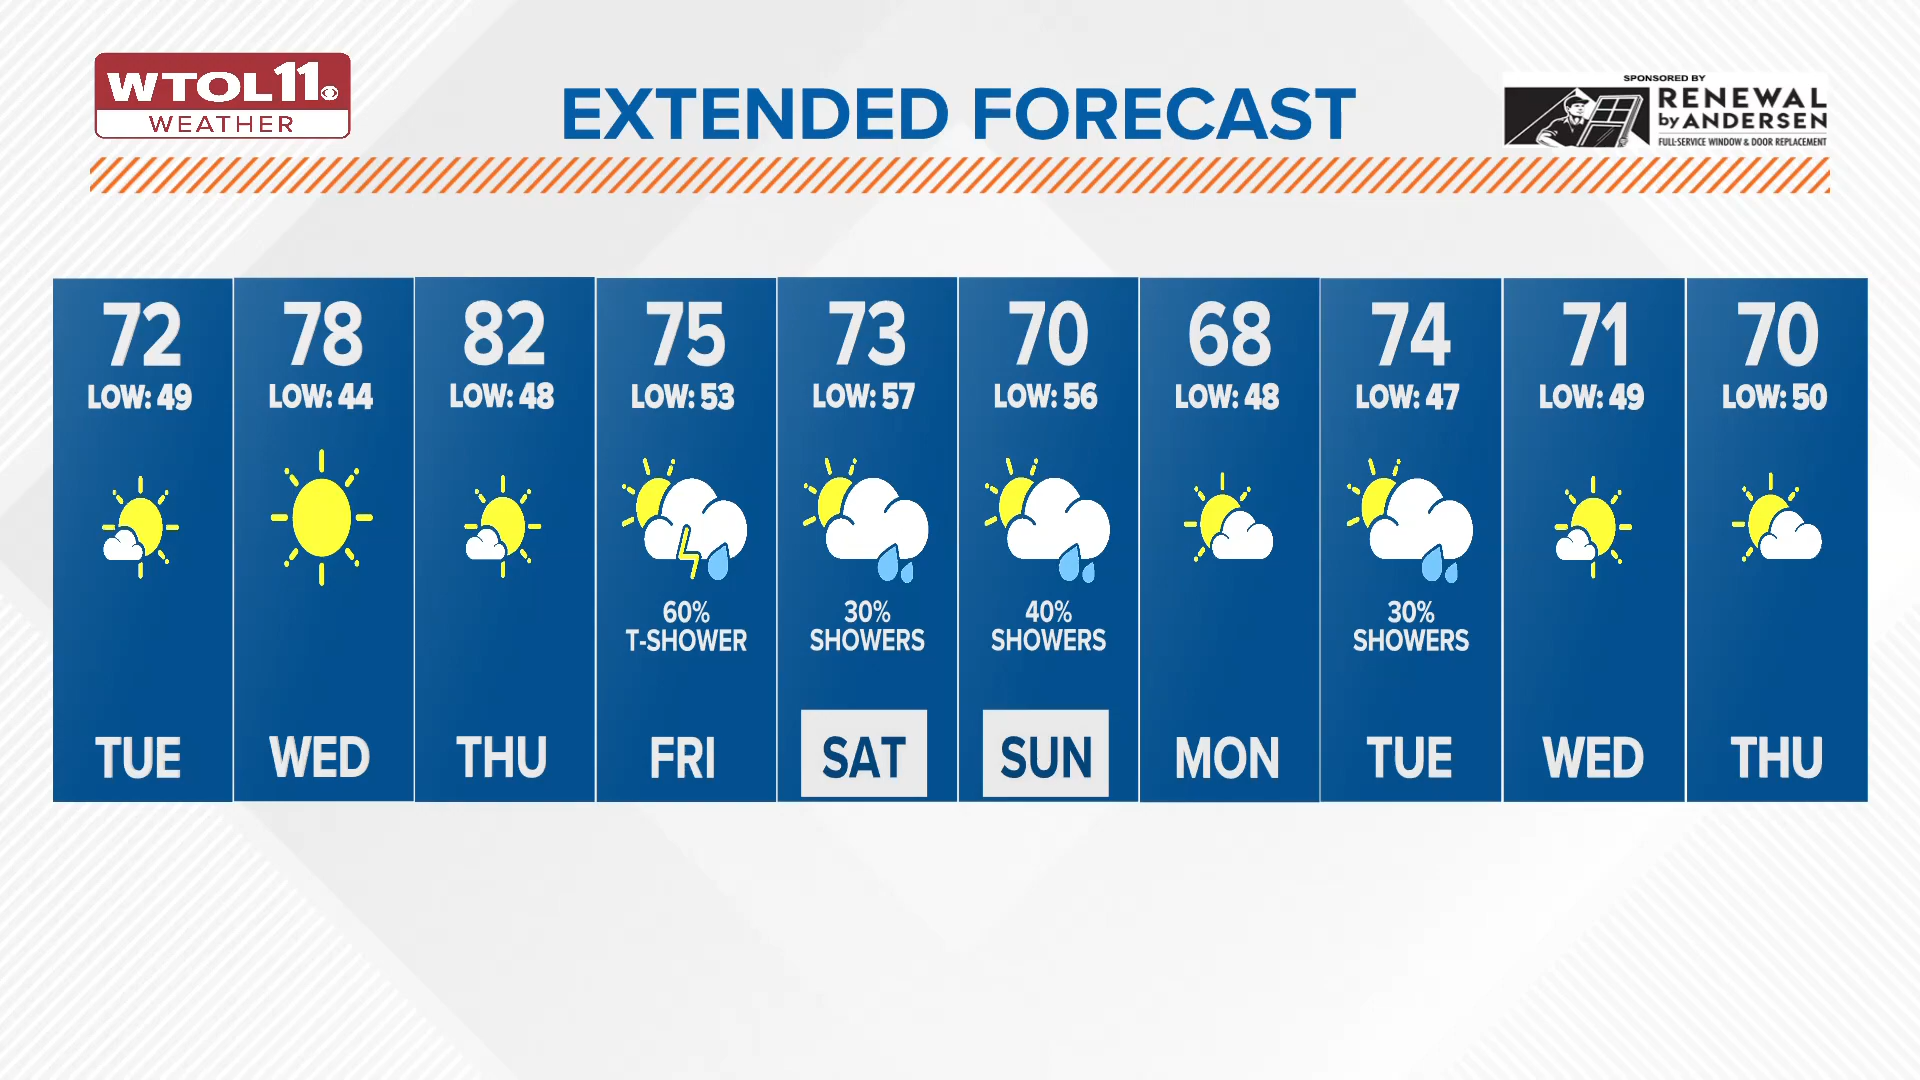 WTOL11
WEATHER
EXTENDED FORECAST
SPONSORED BY
RENEWAL
by ANDERSEN
FULL-SERVICE WINDOW & DOOR REPLACEMENT
72
LOW: 49
TUE
78
LOW: 44
WED
82
LOW: 48
THU
75
LOW: 53
60%
T-SHOWER
FRI
73
LOW: 57
30%
SHOWERS
SAT
70
LOW: 56
40%
SHOWERS
SUN
68
LOW: 48
MON
74
LOW: 47
30%
SHOWERS
TUE
71
LOW: 49
WED
70
LOW: 50
THU